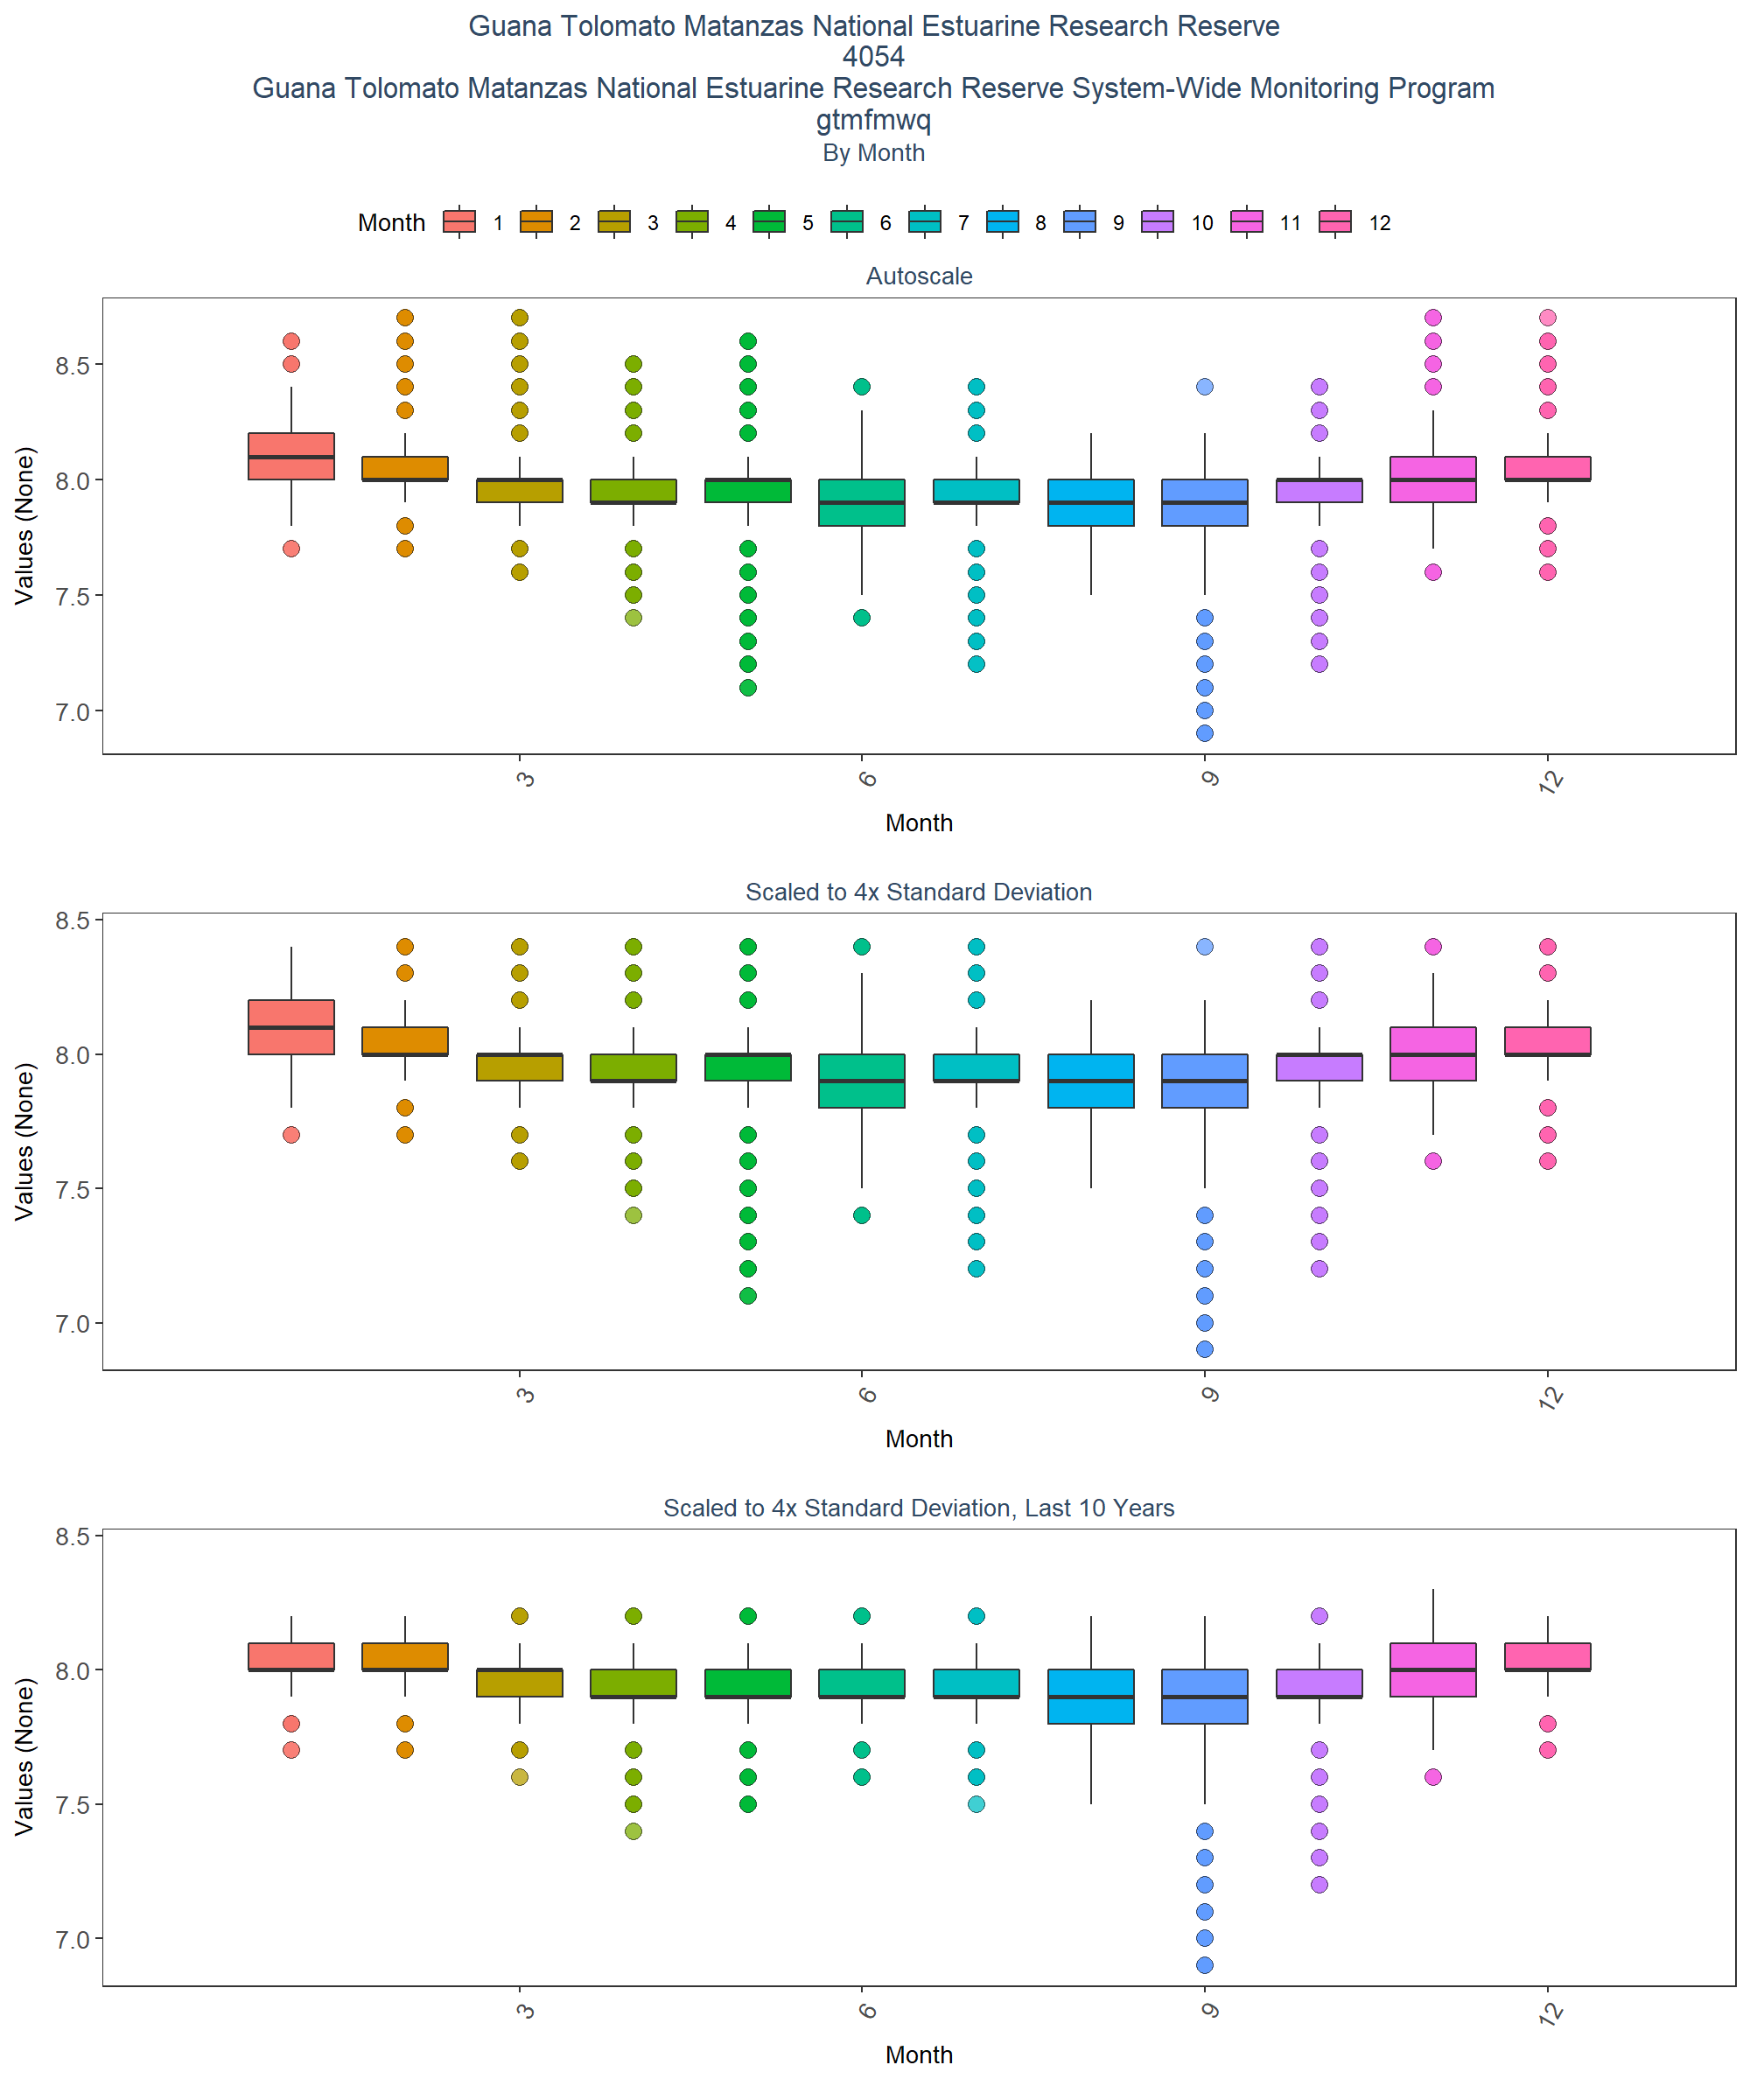 Guana Tolomato Matanzas National Estuarine Research Reserve
4054
Guana Tolomato Matanzas National Estuarine Research Reserve System-Wide Monitoring Program
gtmfmwq
By Month
Month 1 2 3 4 5 6 7 8 9 10 11 12
Autoscale
Values (None)
8.5
8.0
7.5
7.0
3 6 9 12
Month
Scaled to 4x Standard Deviation
Values (None)
8.5
8.0
7.5
7.0
3 6 9 12
Month
Scaled to 4x Standard Deviation, Last 10 Years
Values (None)
8.5
8.0
7.5
7.0
3 6 9 12
Month